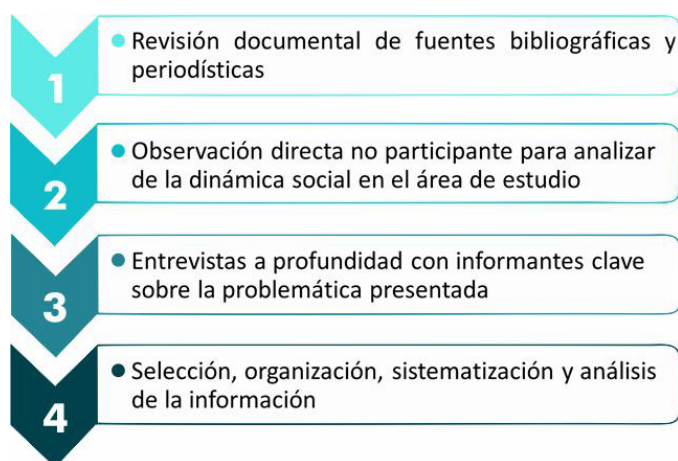 1
• Revisión documental de fuentes bibliográficas y
periodísticas
2
• Observación directa no participante para analizar
de la dinámica social en el área de estudio
3
• Entrevistas a profundidad con informantes clave
sobre la problemática presentada
4
• Selección, organización, sistematización y análisis
de la información